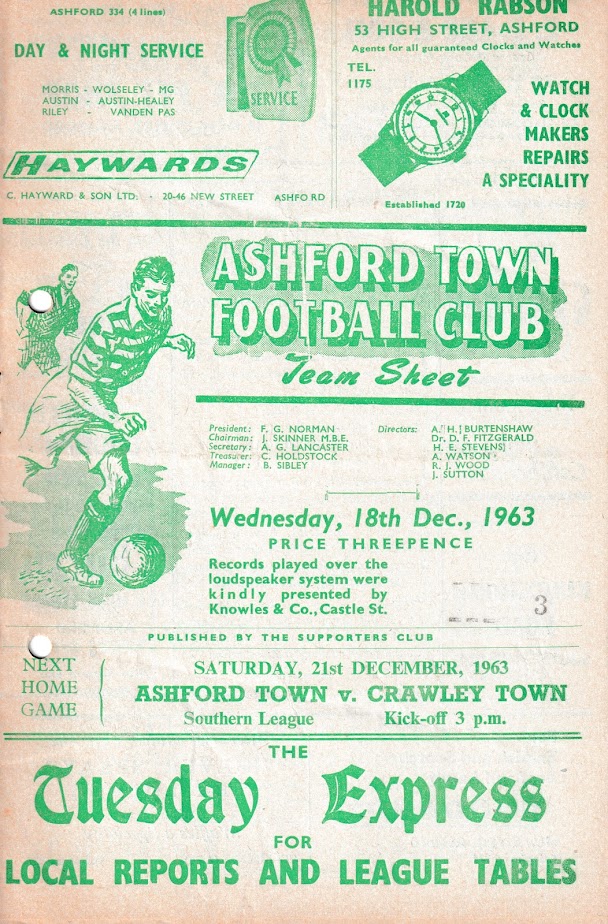 ASHFORD 334 (4 lines)
DAY & NIGHT SERVICE
MORRIS - WOLSELEY - MG
AUSTIN - AUSTIN-HEALEY
RILEY - VANDEN PAS
SERVICE
HAYWARDS
C. HAYWARD & SON LTD: · 20-46 NEW STREET ASHFORD
HAROLD RABSON
53 HIGH STREET, ASHFORD
Agents for all guaranteed Clocks and Watches
TEL.
1175
WATCH
& CLOCK
MAKERS
REPAIRS
A SPECIALITY
Established 1720
ASHFORD TOWN
FOOTBALL CLUB
Team Sheet
President: F. G. NORMAN
Chairman: J. SKINNER M.B.E.
Secretary: A. G. LANCASTER
Treasurer: C. HOLDSTOCK
Manager: B. SIBLEY
Directors: A. H. BURTENSHAW
Dr. D. F. FITZGERALD
H. E. STEVENS
A. WATSON
R. J. WOOD
J. SUTTON
Wednesday, 18th Dec., 1963
PRICE THREEPENCE
Records played over the
loudspeaker system were
kindly presented by
Knowles & Co., Castle St.
3
PUBLISHED BY THE SUPPORTERS CLUB
NEXT
HOME
GAME
SATURDAY, 21st DECEMBER, 1963
ASHFORD TOWN v. CRAWLEY TOWN
Southern League Kick-off 3 p.m.
THE
Tuesday Express
FOR
LOCAL REPORTS AND LEAGUE TABLES